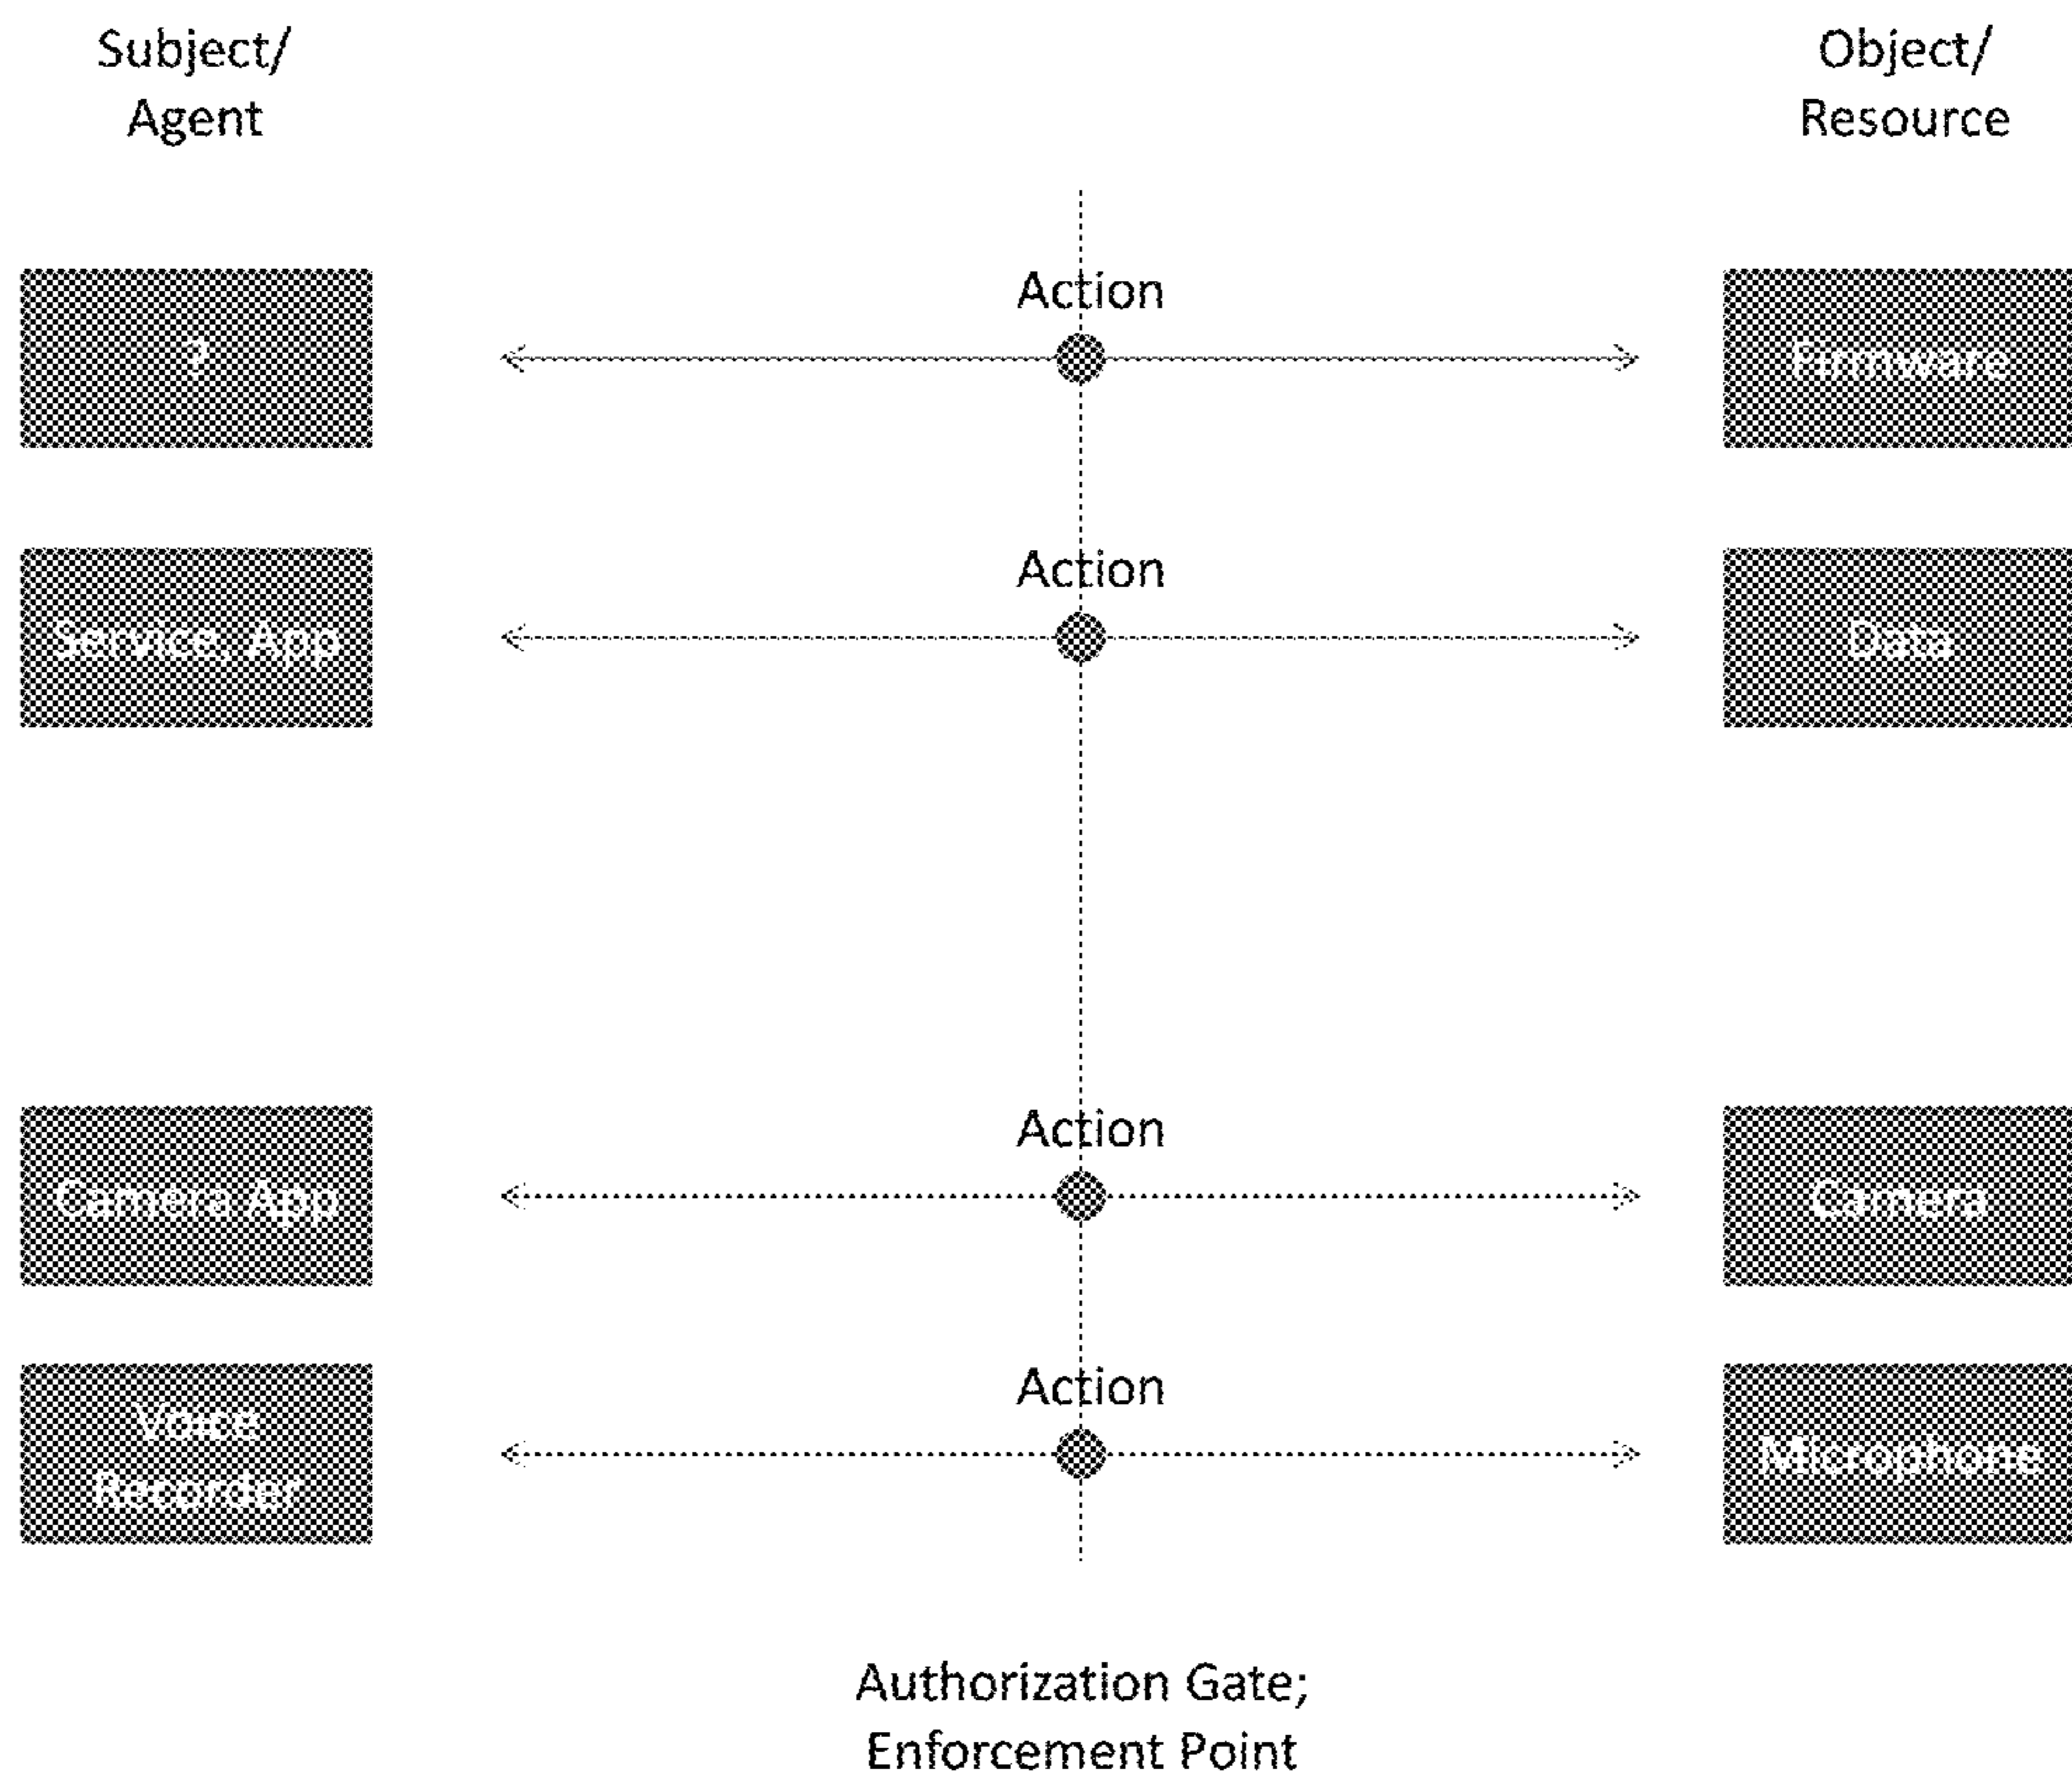 Subject/
Agent
Object/
Resource
Action
?
Firmware
Action
Service, App
Data
Action
Camera App
Camera
Action
Voice
Recorder
Microphone
Authorization Gate;
Enforcement Point